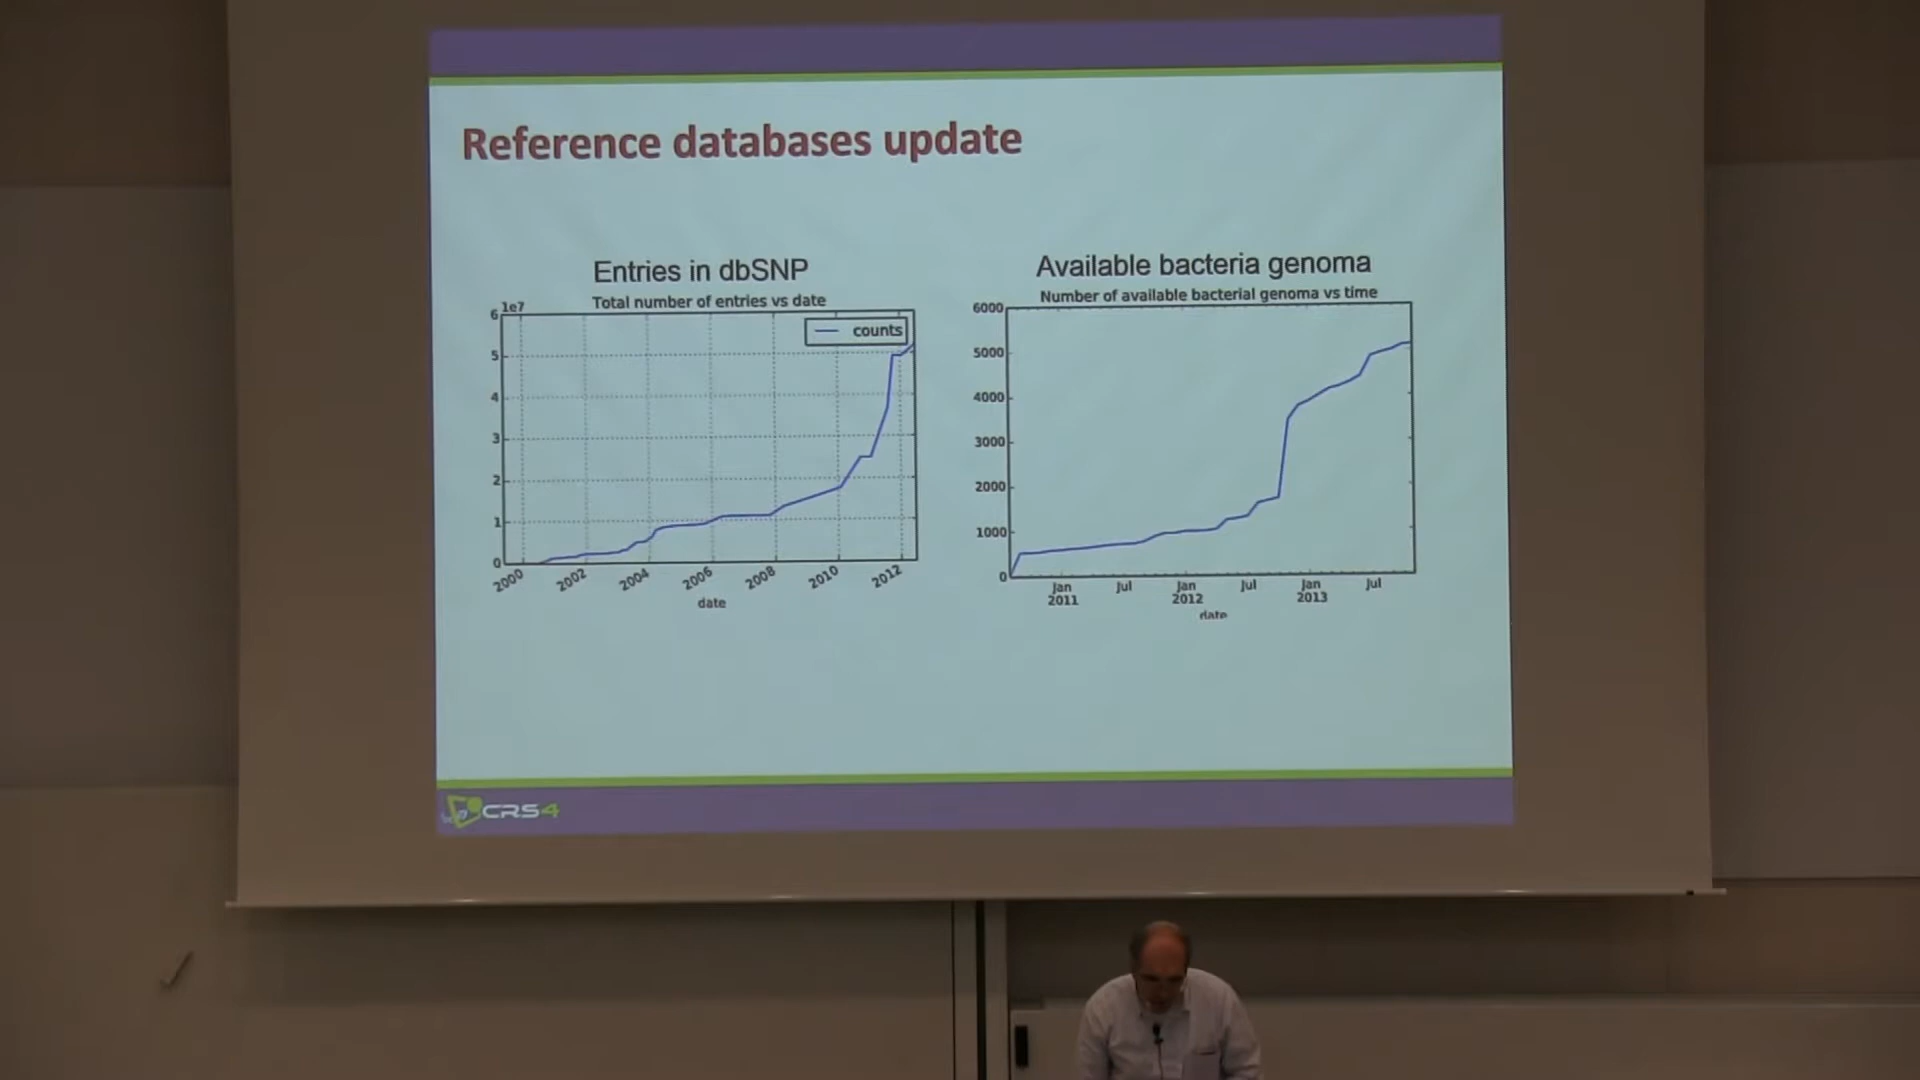 Reference databases update
Entries in dbSNP
Total number of entries vs date
1e7
counts
6
5
4
3
2
1
0
2000
2002
2004
2006
2008
2010
2012
date
Available bacteria genoma
Number of available bacterial genoma vs time
6000
5000
4000
3000
2000
1000
0
Jan
2011
Jul
Jan
2012
Jul
Jan
2013
Jul
date
CRS4